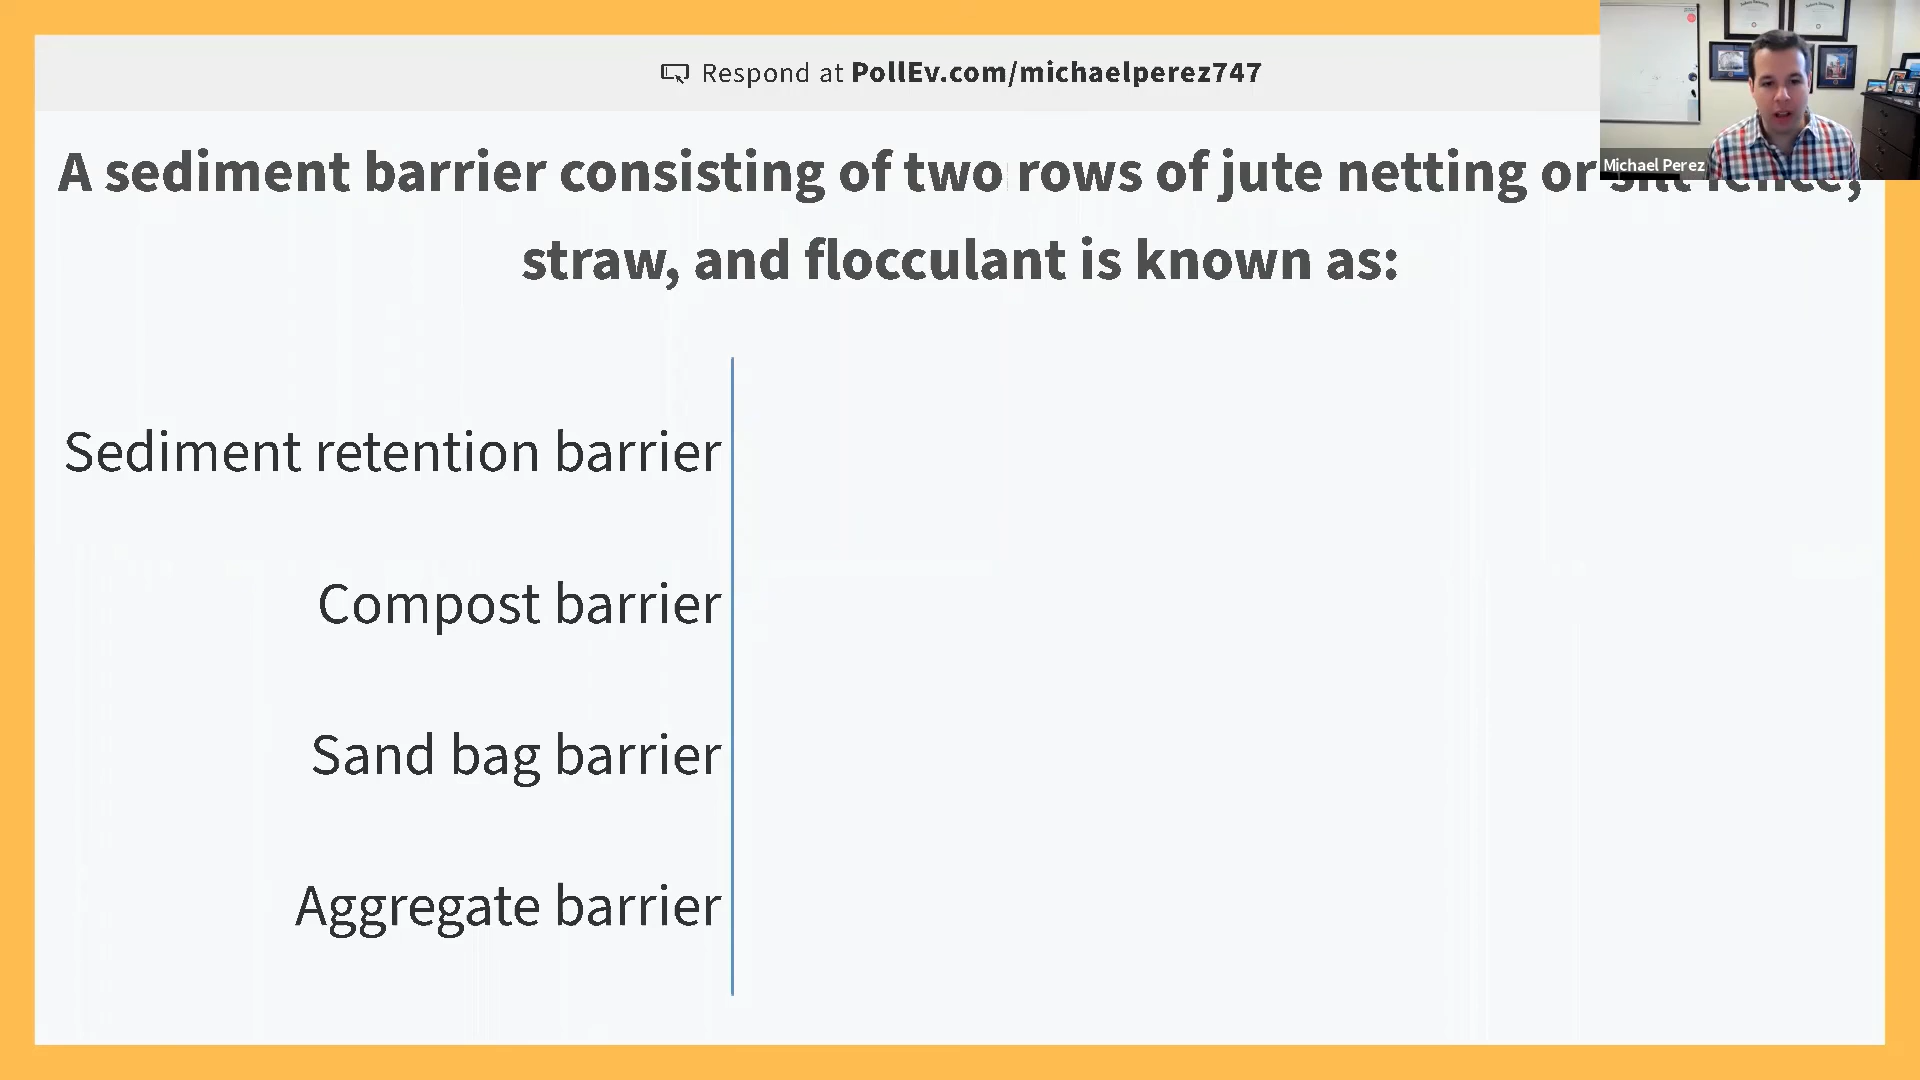 Respond at PollEv.com/michaelperez747
A sediment barrier consisting of two rows of jute netting or silt fence,
straw, and flocculant is known as:
Michael Perez
Sediment retention barrier
Compost barrier
Sand bag barrier
Aggregate barrier